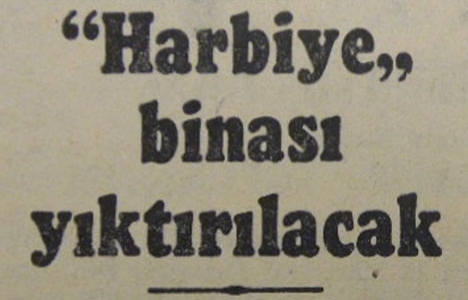 “Harbiye„
binası
yıktırılacak